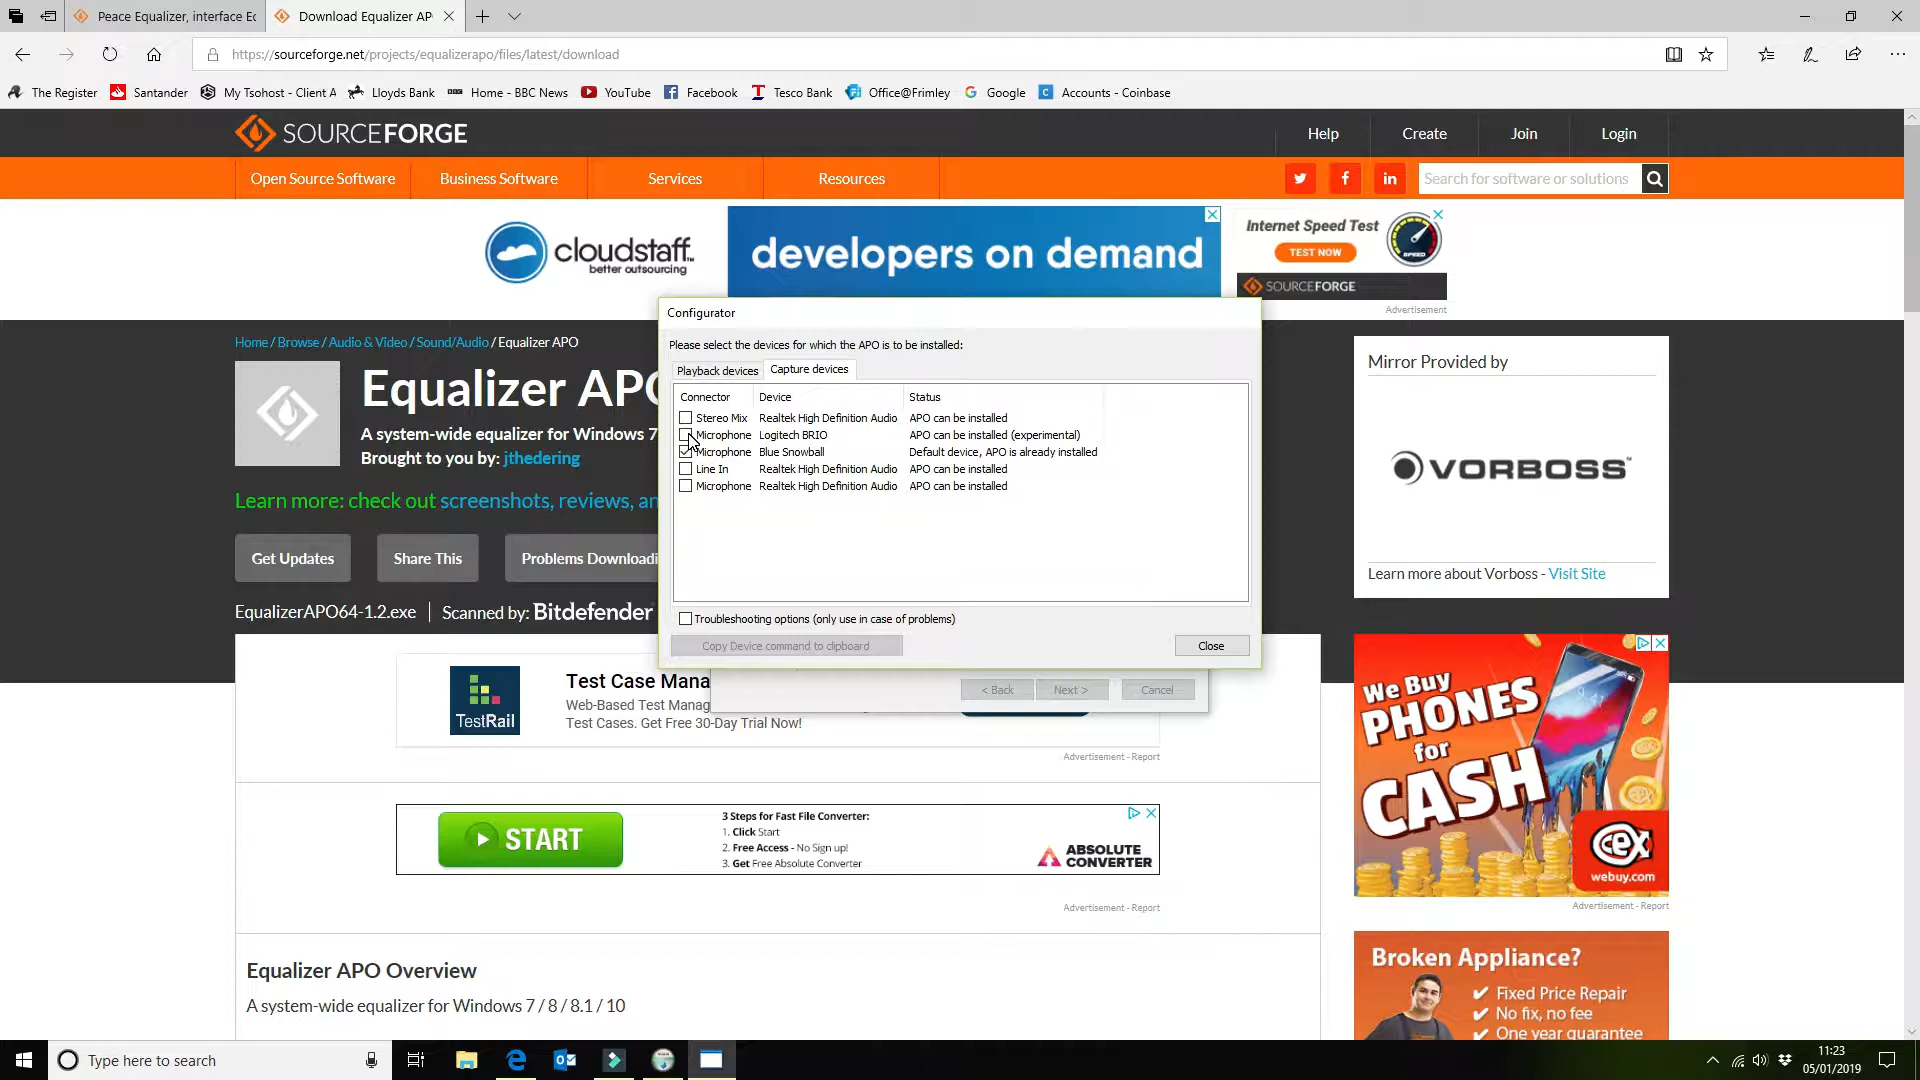 Peace Equalizer, interface Ec
Download Equalizer AP
https://sourceforge.net/projects/equalizerapo/files/latest/download
The Register
Santander
My Tsohost - Client A
Lloyds Bank
Home - BBC News
YouTube
Facebook
Tesco Bank
Office@Frimley
Google
Accounts - Coinbase
SOURCEFORGE
Help
Create
Join
Login
Open Source Software
Business Software
Services
Resources
Search for software or solutions
cloudstaff
better outsourcing
developers on demand
Internet Speed Test
TEST NOW
SPEED
SOURCEFORGE
Advertisement
Configurator
Please select the devices for which the APO is to be installed:
Playback devices
Capture devices
Connector Device Status
Stereo Mix Realtek High Definition Audio APO can be installed
Microphone Logitech BRIO APO can be installed (experimental)
Microphone Blue Snowball Default device, APO is already installed
Line In Realtek High Definition Audio APO can be installed
Microphone Realtek High Definition Audio APO can be installed
Troubleshooting options (only use in case of problems)
Copy Device command to clipboard
Close
< Back
Next >
Cancel
Home / Browse / Audio & Video / Sound/Audio / Equalizer APO
Equalizer APO
A system-wide equalizer for Windows 7
Brought to you by: jthedering
Learn more: check out screenshots, reviews, an
Get Updates
Share This
Problems Downloadi
EqualizerAPO64-1.2.exe
Scanned by: Bitdefender
Mirror Provided by
VORBOSS
Learn more about Vorboss - Visit Site
TestRail
Test Case Mana
Web-Based Test Manag
Test Cases. Get Free 30-Day Trial Now!
Advertisement - Report
START
3 Steps for Fast File Converter:
1. Click Start
2. Free Access - No Sign up!
3. Get Free Absolute Converter
ABSOLUTE
CONVERTER
Advertisement - Report
We Buy
PHONES
for
CASH
cex
webuy.com
Advertisement - Report
Broken Appliance?
Fixed Price Repair
No fix, no fee
One year guarantee
Equalizer APO Overview
A system-wide equalizer for Windows 7 / 8 / 8.1 / 10
Type here to search
11:23
05/01/2019